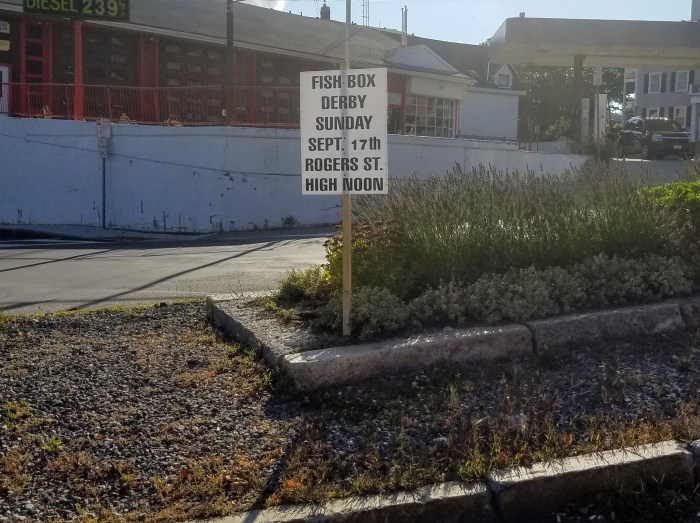 DIESEL 239
FISH BOX
DERBY
SUNDAY
SEPT. 17th
ROGERS ST.
HIGH NOON